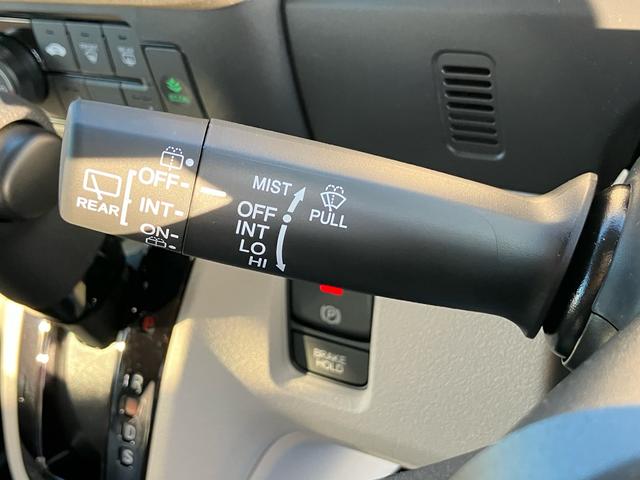 REAR
OFF
INT
ON
MIST
OFF
INT
LO
HI
PULL
P
BRAKE
HOLD
R
D
S